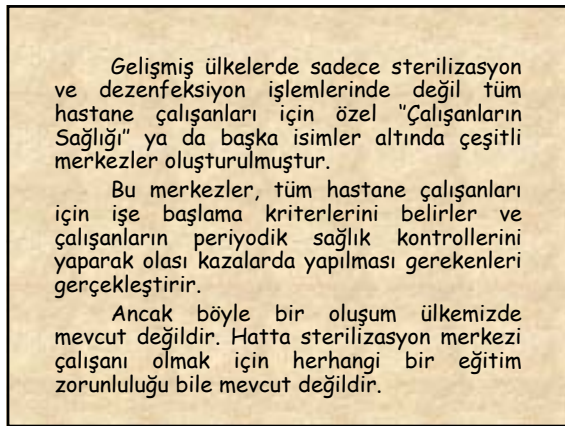 Gelişmiş ülkelerde sadece sterilizasyon
ve dezenfeksiyon işlemlerinde değil tüm
hastane çalışanları için özel "Çalışanların
Sağlığı" ya da başka isimler altında çeşitli
merkezler oluşturulmuştur.
Bu merkezler, tüm hastane çalışanları
için işe başlama kriterlerini belirler ve
çalışanların periyodik sağlık kontrollerini
yaparak olası kazalarda yapılması gerekenleri
gerçekleştirir.
Ancak böyle bir oluşum ülkemizde
mevcut değildir. Hatta sterilizasyon merkezi
çalışanı olmak için herhangi bir eğitim
zorunluluğu bile mevcut değildir.